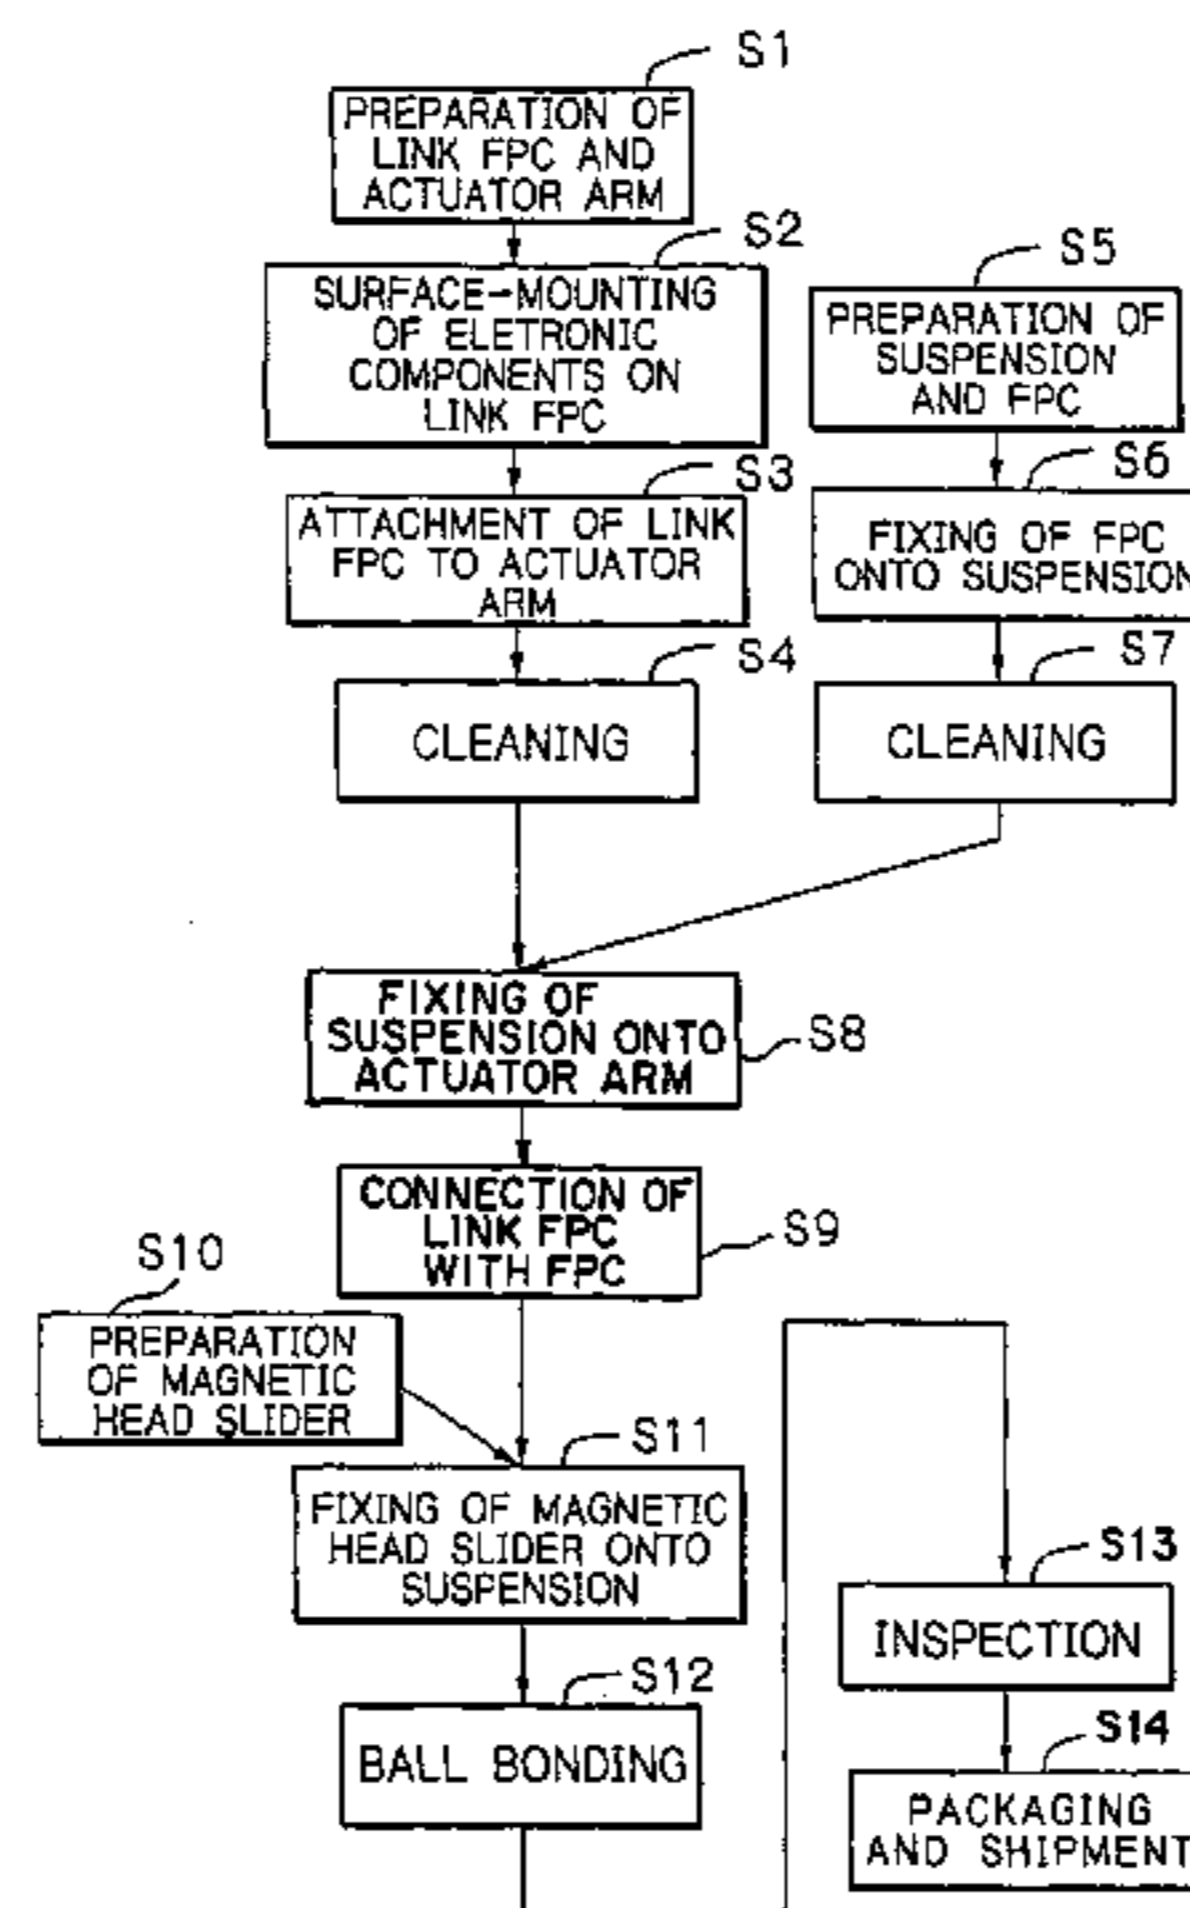 S1
PREPARATION OF
LINK FPC AND
ACTUATOR ARM
S2
SURFACE-MOUNTING
OF ELETRONIC
COMPONENTS ON
LINK FPC
S3
ATTACHMENT OF LINK
FPC TO ACTUATOR
ARM
S4
CLEANING
S5
PREPARATION OF
SUSPENSION
AND FPC
S6
FIXING OF FPC
ONTO SUSPENSION
S7
CLEANING
FIXING OF
SUSPENSION ONTO
ACTUATOR ARM
S8
CONNECTION OF
LINK FPC
WITH FPC
S9
S10
PREPARATION
OF MAGNETIC
HEAD SLIDER
S11
FIXING OF MAGNETIC
HEAD SLIDER ONTO
SUSPENSION
S12
BALL BONDING
S13
INSPECTION
S14
PACKAGING
AND SHIPMENT